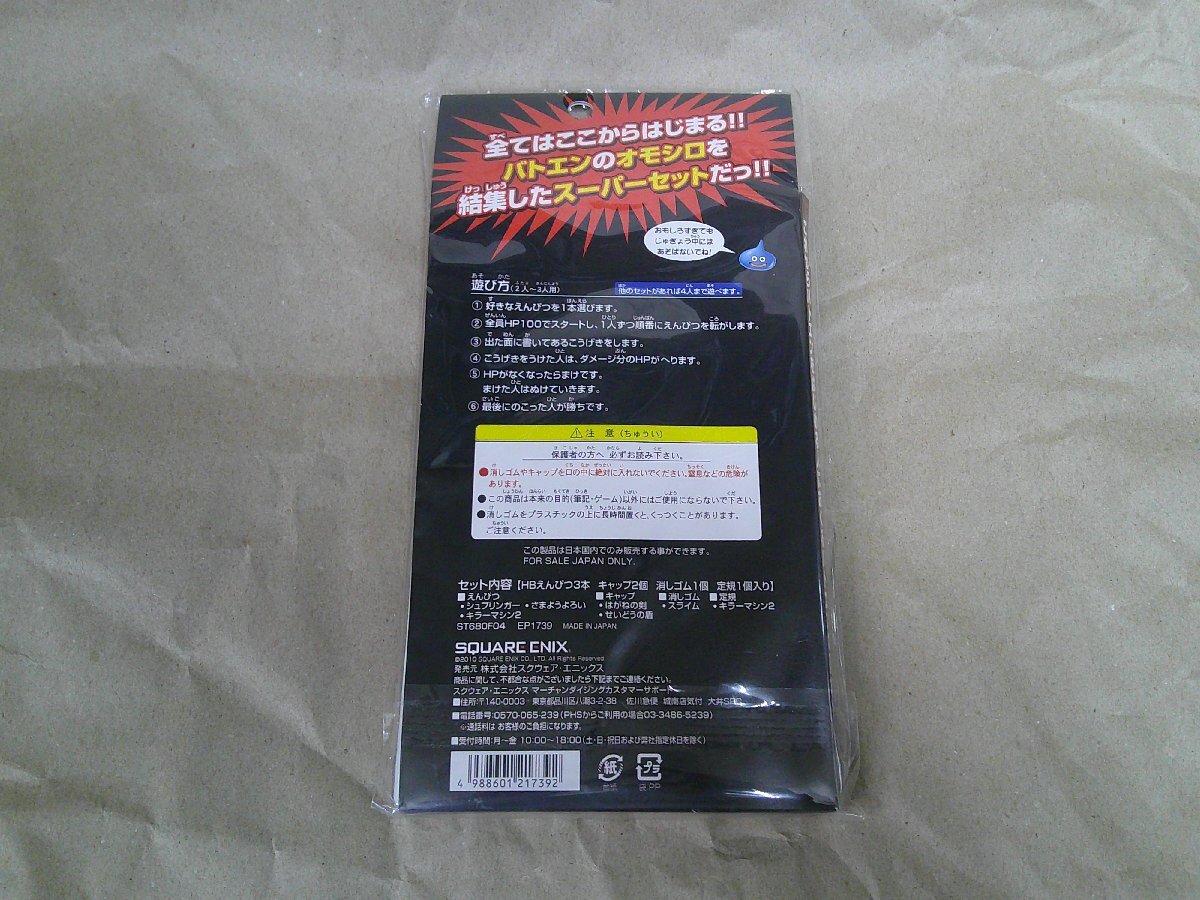 全てはここからはじまる!!
バトエンのオモシロを
結集したスーパーセットだっ!!
おもしろすぎても
じゅぎょう中には
あそばないでね!
遊び方(2人～3人用)
他のセットがあれば4人まで遊べます。
① 好きなえんぴつを1本選びます。
② 全員HP100でスタートし、1人ずつ順番にえんぴつを転がします。
③ 出た面に書いてあるこうげきをします。
④ こうげきをうけた人は、ダメージ分のHPがへります。
⑤ HPがなくなったらまけです。
まけた人はぬけていきます。
⑥ 最後にのこった人が勝ちです。
⚠ 注 意 (ちゅうい)
保護者の方へ 必ずお読み下さい。
●消しゴムやキャップを口の中に絶対に入れないでください。窒息などの危険が
あります。
●この商品は本来の目的(筆記・ゲーム)以外にはご使用にならないで下さい。
●消しゴムをプラスチックの上に長時間置くと、くっつくことがあります。
ご注意ください。
この製品は日本国内でのみ販売する事ができます。
FOR SALE JAPAN ONLY.
セット内容【HBえんぴつ3本 キャップ2個 消しゴム1個 定規1個入り】
■えんぴつ ■キャップ ■消しゴム ■定規
・シュプリンガー ・さまようよろい ・はがねの剣 ・スライム ・キラーマシン2
・キラーマシン2 ・せいどうの盾
ST680F04 EP1739 MADE IN JAPAN
SQUARE ENIX.
©2010 SQUARE ENIX CO., LTD. All Rights Reserved.
発売元 株式会社スクウェア・エニックス
商品に関して、不都合な点がございましたら下記までご連絡ください。
スクウェア・エニックス マーチャンダイジングカスタマーサポート
■住所:〒140-0003 東京都品川区八潮3-2-38 佐川急便 城南店気付 大井SRC
■電話番号:0570-065-239(PHSからご利用の場合03-3486-5239)
※通話料は お客様のご負担になります。
■受付時間:月～金 10:00～18:00(土・日・祝日および弊社指定休日を除く)
4 988601 217392
紙 プラ
袋:PP